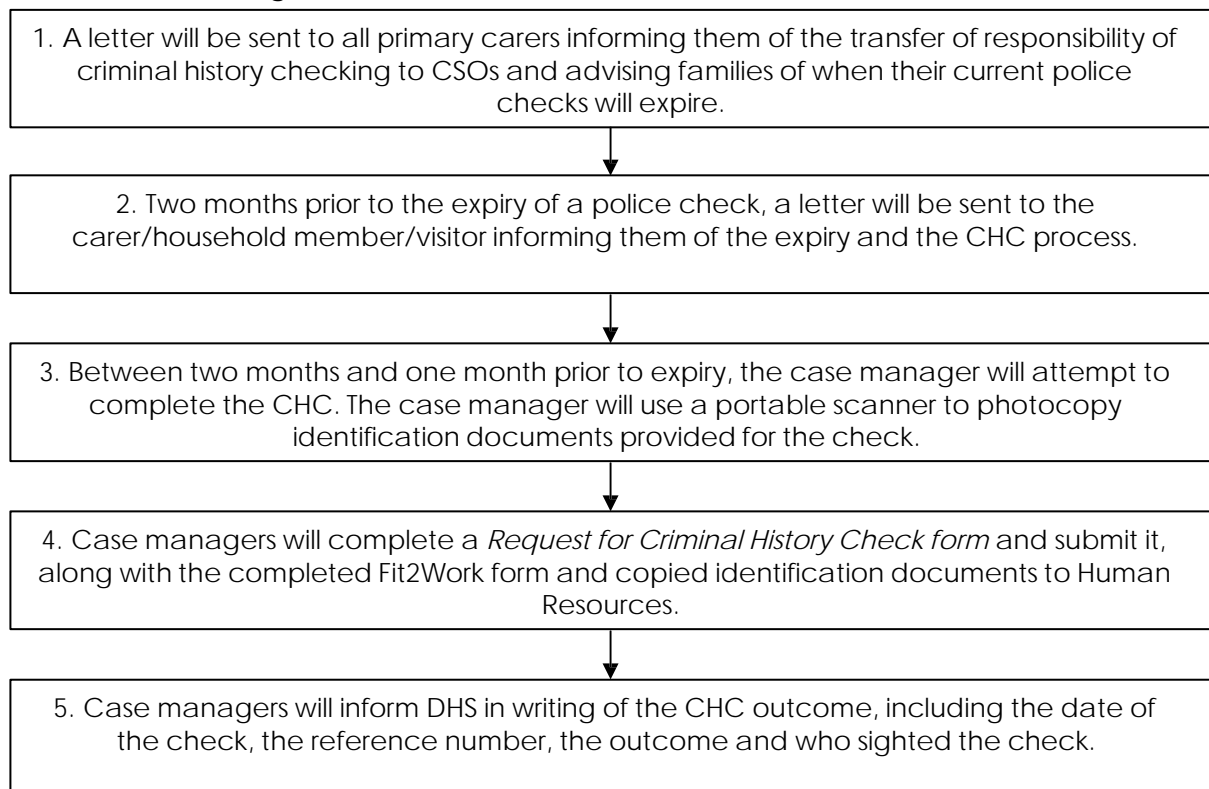 1. A letter will be sent to all primary carers informing them of the transfer of responsibility of
criminal history checking to CSOs and advising families of when their current police
checks will expire.
2. Two months prior to the expiry of a police check, a letter will be sent to the
carer/household member/visitor informing them of the expiry and the CHC process.
3. Between two months and one month prior to expiry, the case manager will attempt to
complete the CHC. The case manager will use a portable scanner to photocopy
identification documents provided for the check.
4. Case managers will complete a Request for Criminal History Check form and submit it,
along with the completed Fit2Work form and copied identification documents to Human
Resources.
5. Case managers will inform DHS in writing of the CHC outcome, including the date of
the check, the reference number, the outcome and who sighted the check.